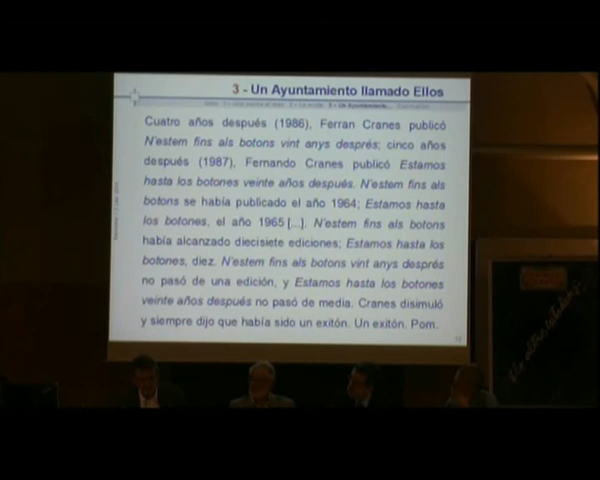 3 - Un Ayuntamiento llamado Ellos
Cuatro años después (1986), Ferran Cranes publicó
N'estem fins als botons vint anys després; cinco años
después (1987), Fernando Cranes publicó Estamos
hasta los botones veinte años después. N'estem fins als
botons se había publicado el año 1964; Estamos hasta
los botones, el año 1965 [...]. N'estem fins als botons
había alcanzado diecisiete ediciones; Estamos hasta los
botones, diez. N'estem fins als botons vint anys després
no pasó de una edición, y Estamos hasta los botones
veinte años después no pasó de media. Cranes disimuló
y siempre dijo que había sido un exitón. Un exitón. Pom.